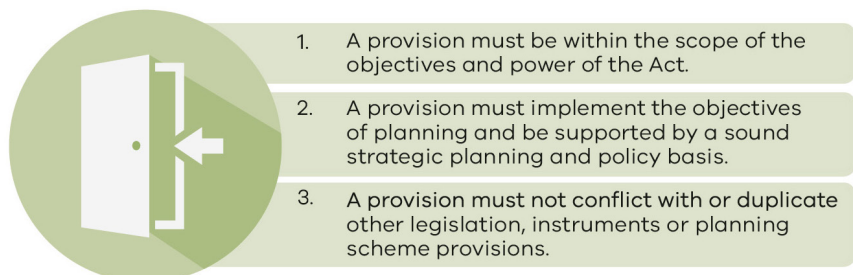 1. A provision must be within the scope of the
objectives and power of the Act.
2. A provision must implement the objectives
of planning and be supported by a sound
strategic planning and policy basis.
3. A provision must not conflict with or duplicate
other legislation, instruments or planning
scheme provisions.